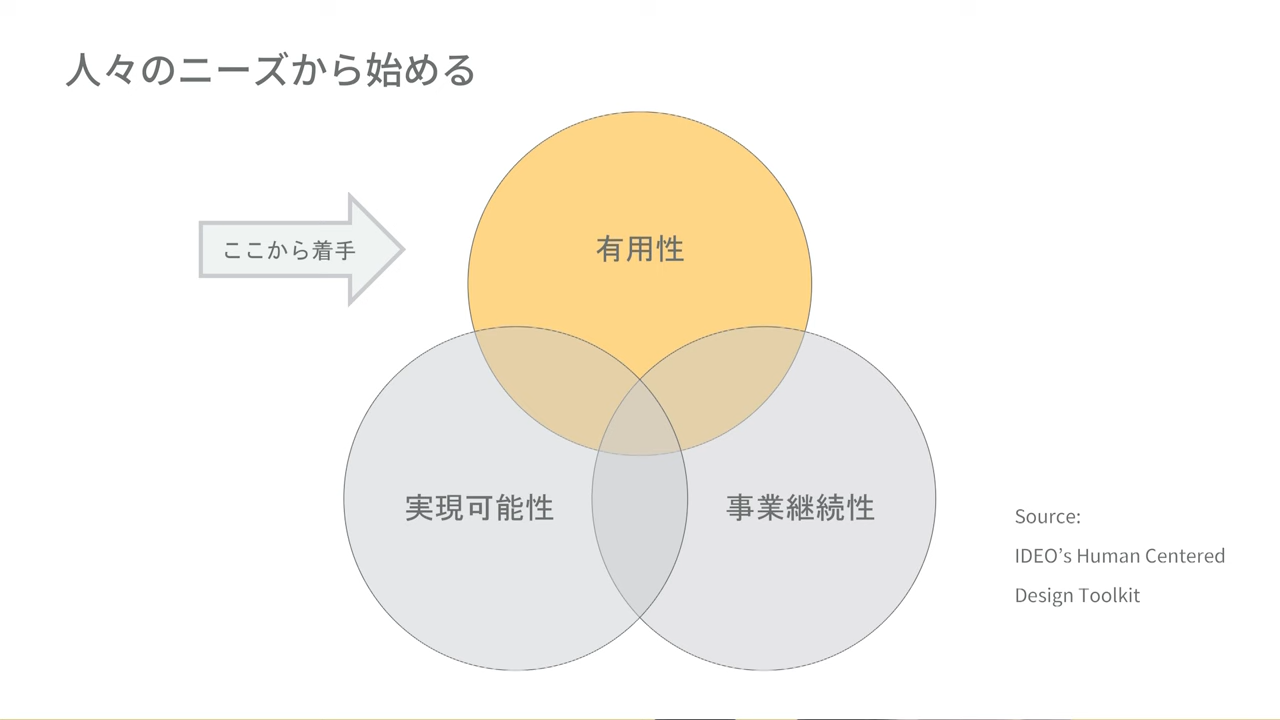 人々のニーズから始める
ここから着手
有用性
実現可能性
事業継続性
Source:
IDEO’s Human Centered
Design Toolkit